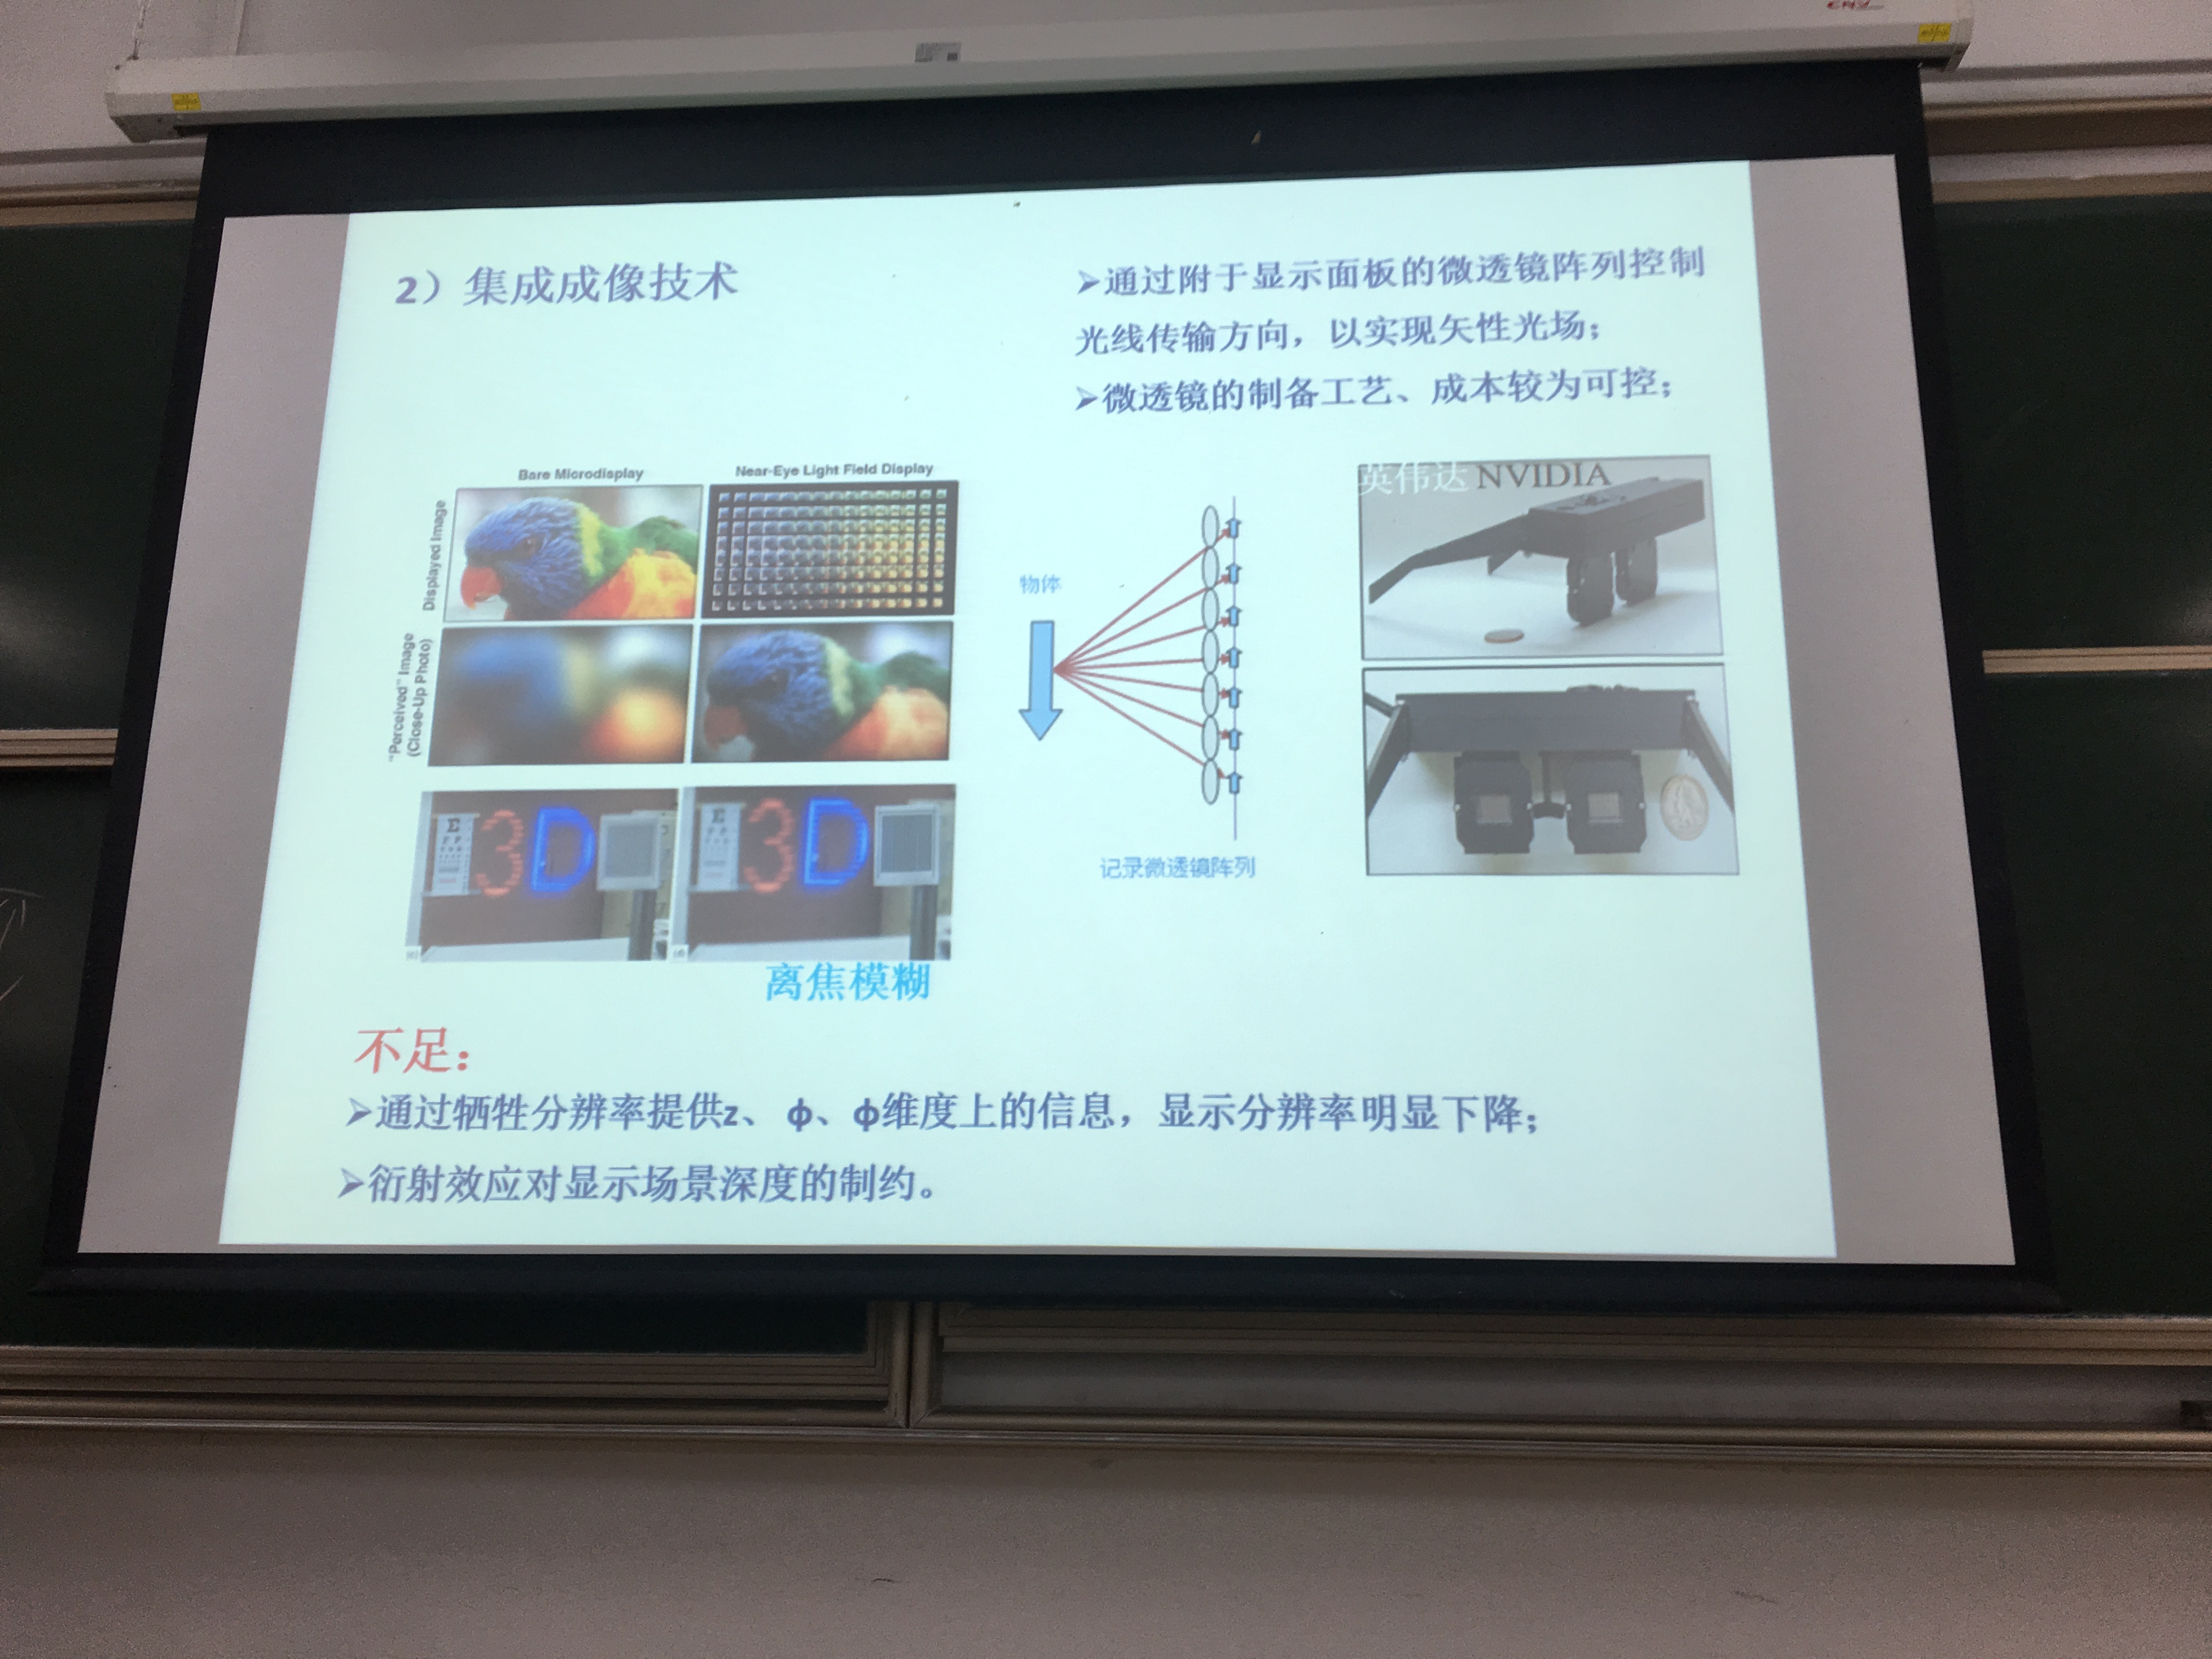 2）集成成像技术
➢通过附于显示面板的微透镜阵列控制
光线传输方向，以实现矢性光场；
➢微透镜的制备工艺、成本较为可控；
Bare Microdisplay
Near-Eye Light Field Display
Displayed Image
"Perceived" Image
(Close-Up Photo)
物体
记录微透镜阵列
英伟达 NVIDIA
E
3D
E
3D
离焦模糊
不足：
➢通过牺牲分辨率提供z、 ф、ф维度上的信息，显示分辨率明显下降；
➢衍射效应对显示场景深度的制约。